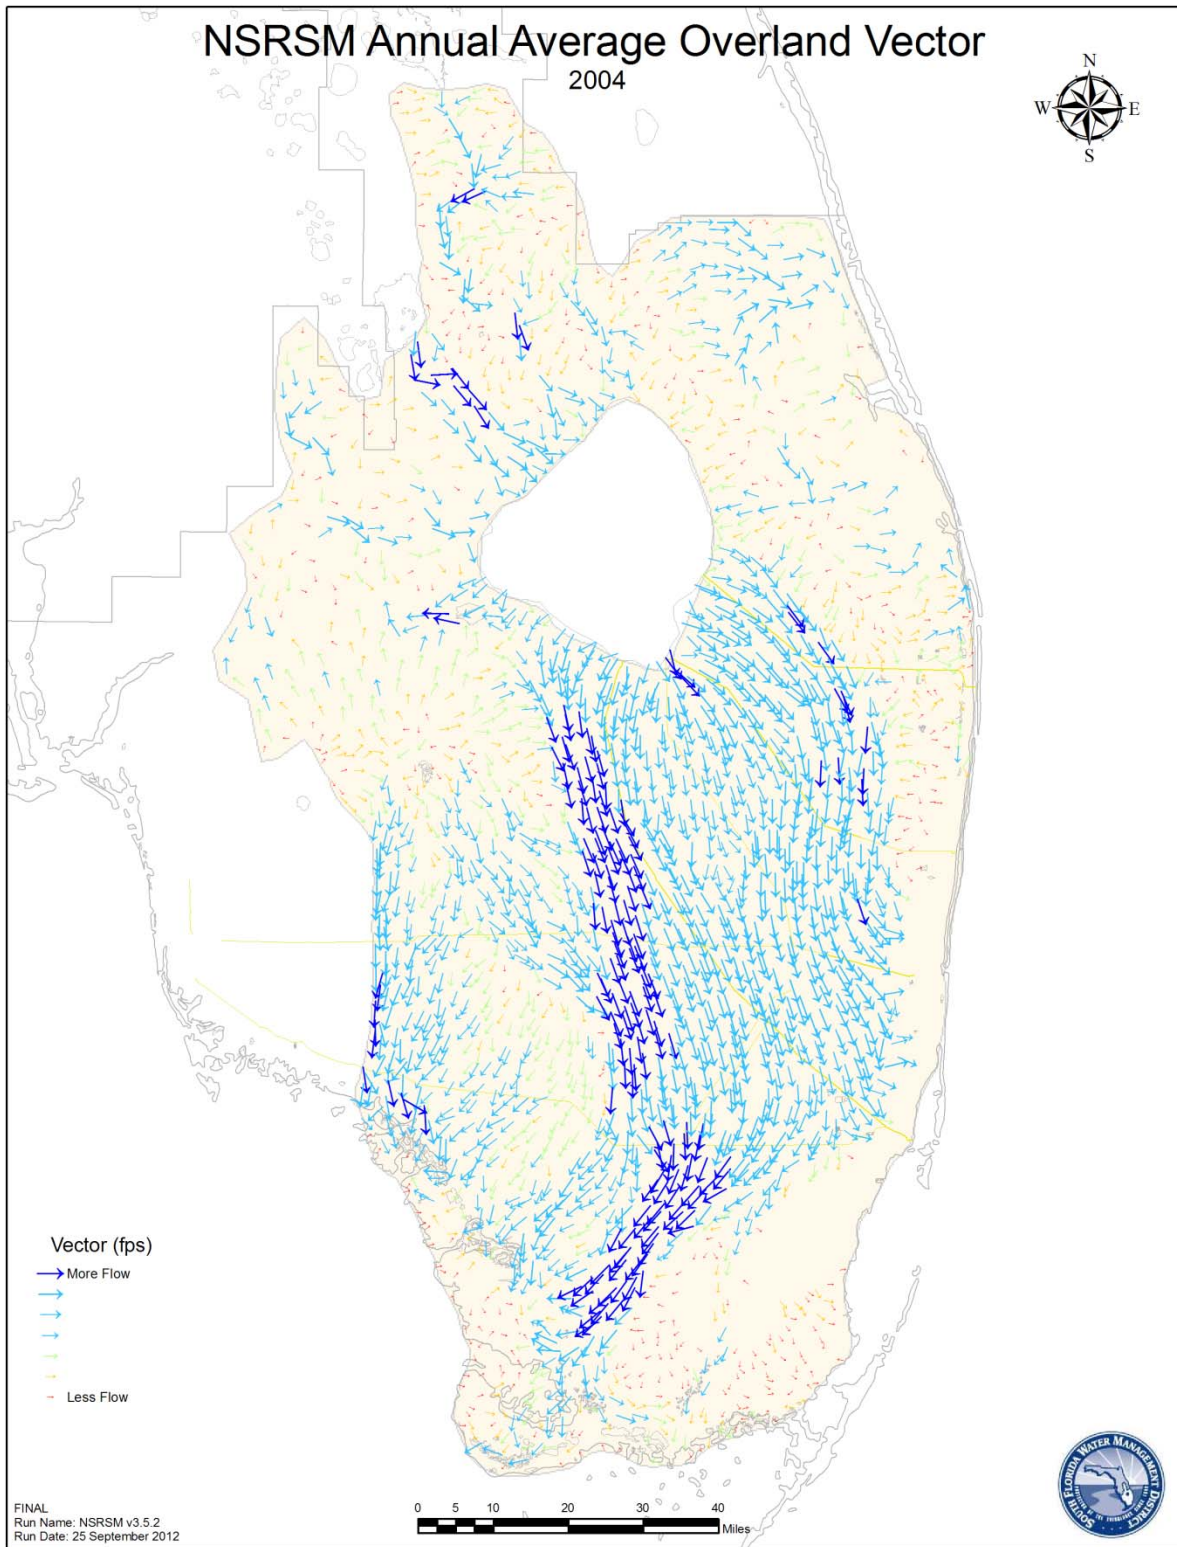 NSRSM Annual Average Overland Vector
2004
N
W E
S
Vector (fps)
More Flow
Less Flow
FINAL
Run Name: NSRSM v3.5.2
Run Date: 25 September 2012
0 5 10 20 30 40
Miles
SOUTH FLORIDA WATER MANAGEMENT DISTRICT